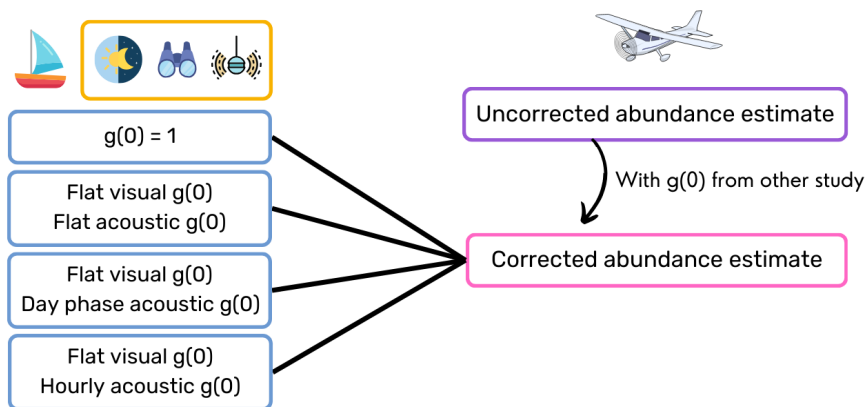 g(0) = 1
Flat visual g(0)
Flat acoustic g(0)
Flat visual g(0)
Day phase acoustic g(0)
Flat visual g(0)
Hourly acoustic g(0)
Uncorrected abundance estimate
With g(0) from other study
Corrected abundance estimate